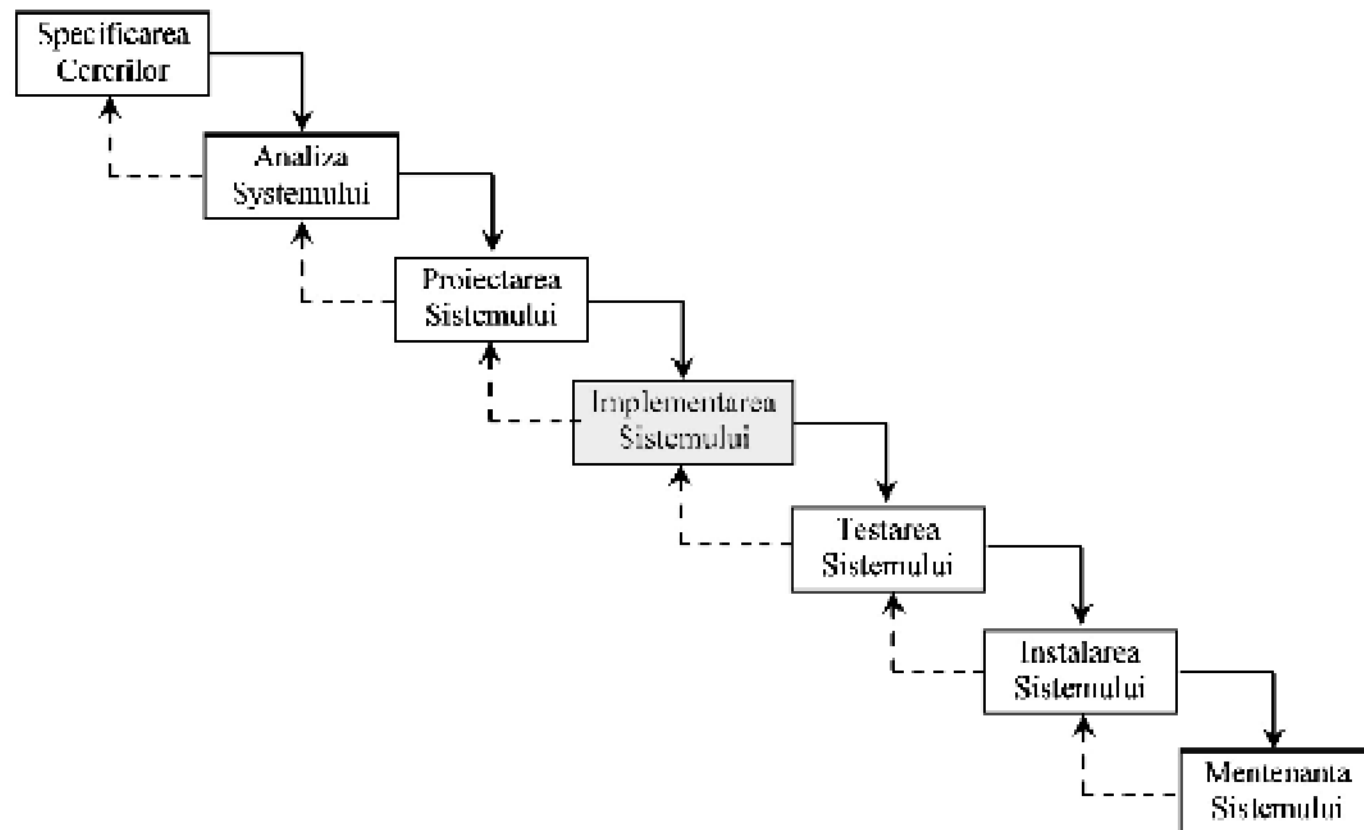 Specificarea
Cererilor
Analiza
Systemului
Proiectarea
Sistemului
Implementarea
Sistemului
Testarea
Sistemului
Instalarea
Sistemului
Mentenanta
Sistemului